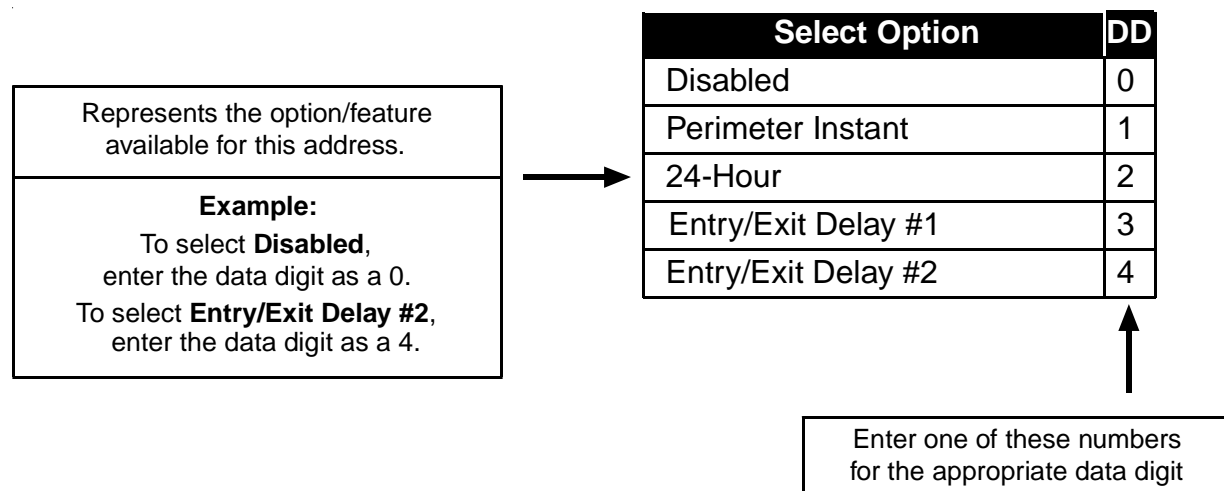 Represents the option/feature
available for this address.
Example:
To select Disabled,
enter the data digit as a 0.
To select Entry/Exit Delay #2,
enter the data digit as a 4.
Select Option DD
Disabled 0
Perimeter Instant 1
24-Hour 2
Entry/Exit Delay #1 3
Entry/Exit Delay #2 4
Enter one of these numbers
for the appropriate data digit